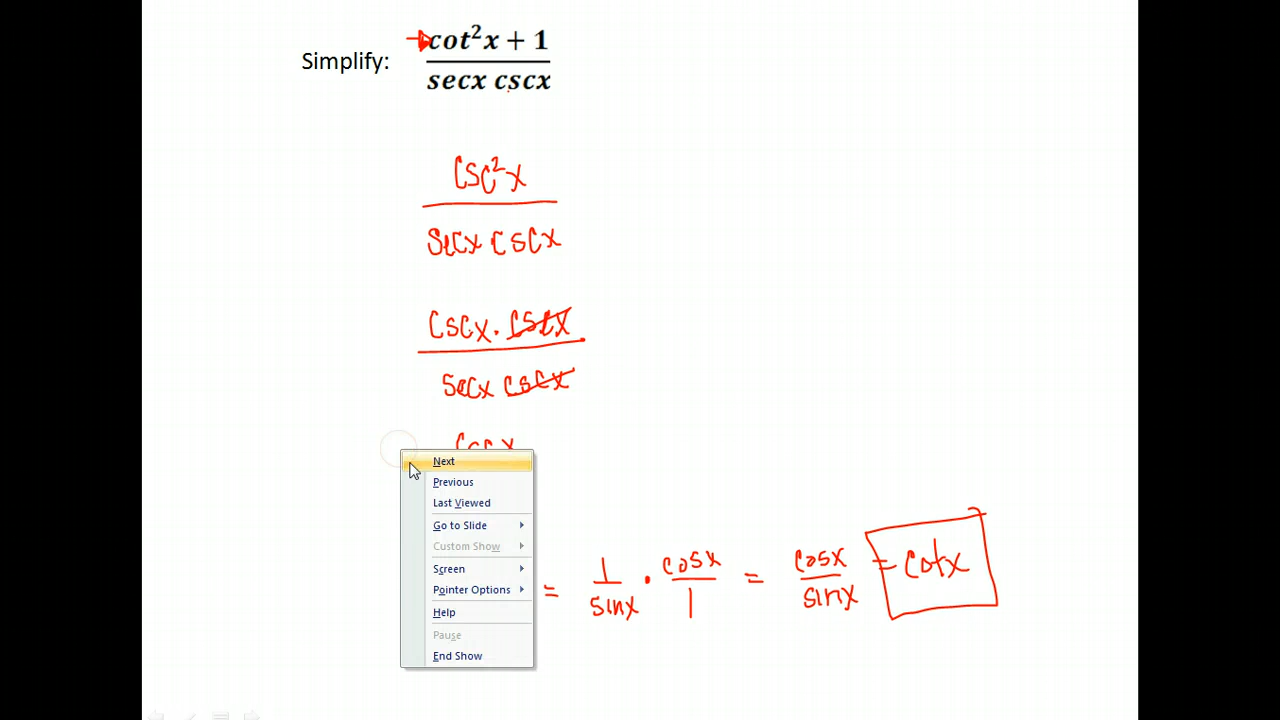 Simplify: cot²x + 1
secx cscx
csc²x
secx cscx
cscx · cscx
secx cscx
cscx
Next
Previous
Last Viewed
Go to Slide
Custom Show
Screen
Pointer Options
Help
Pause
End Show
= 1/sinx · cosx/1 = cosx/sinx = cotx